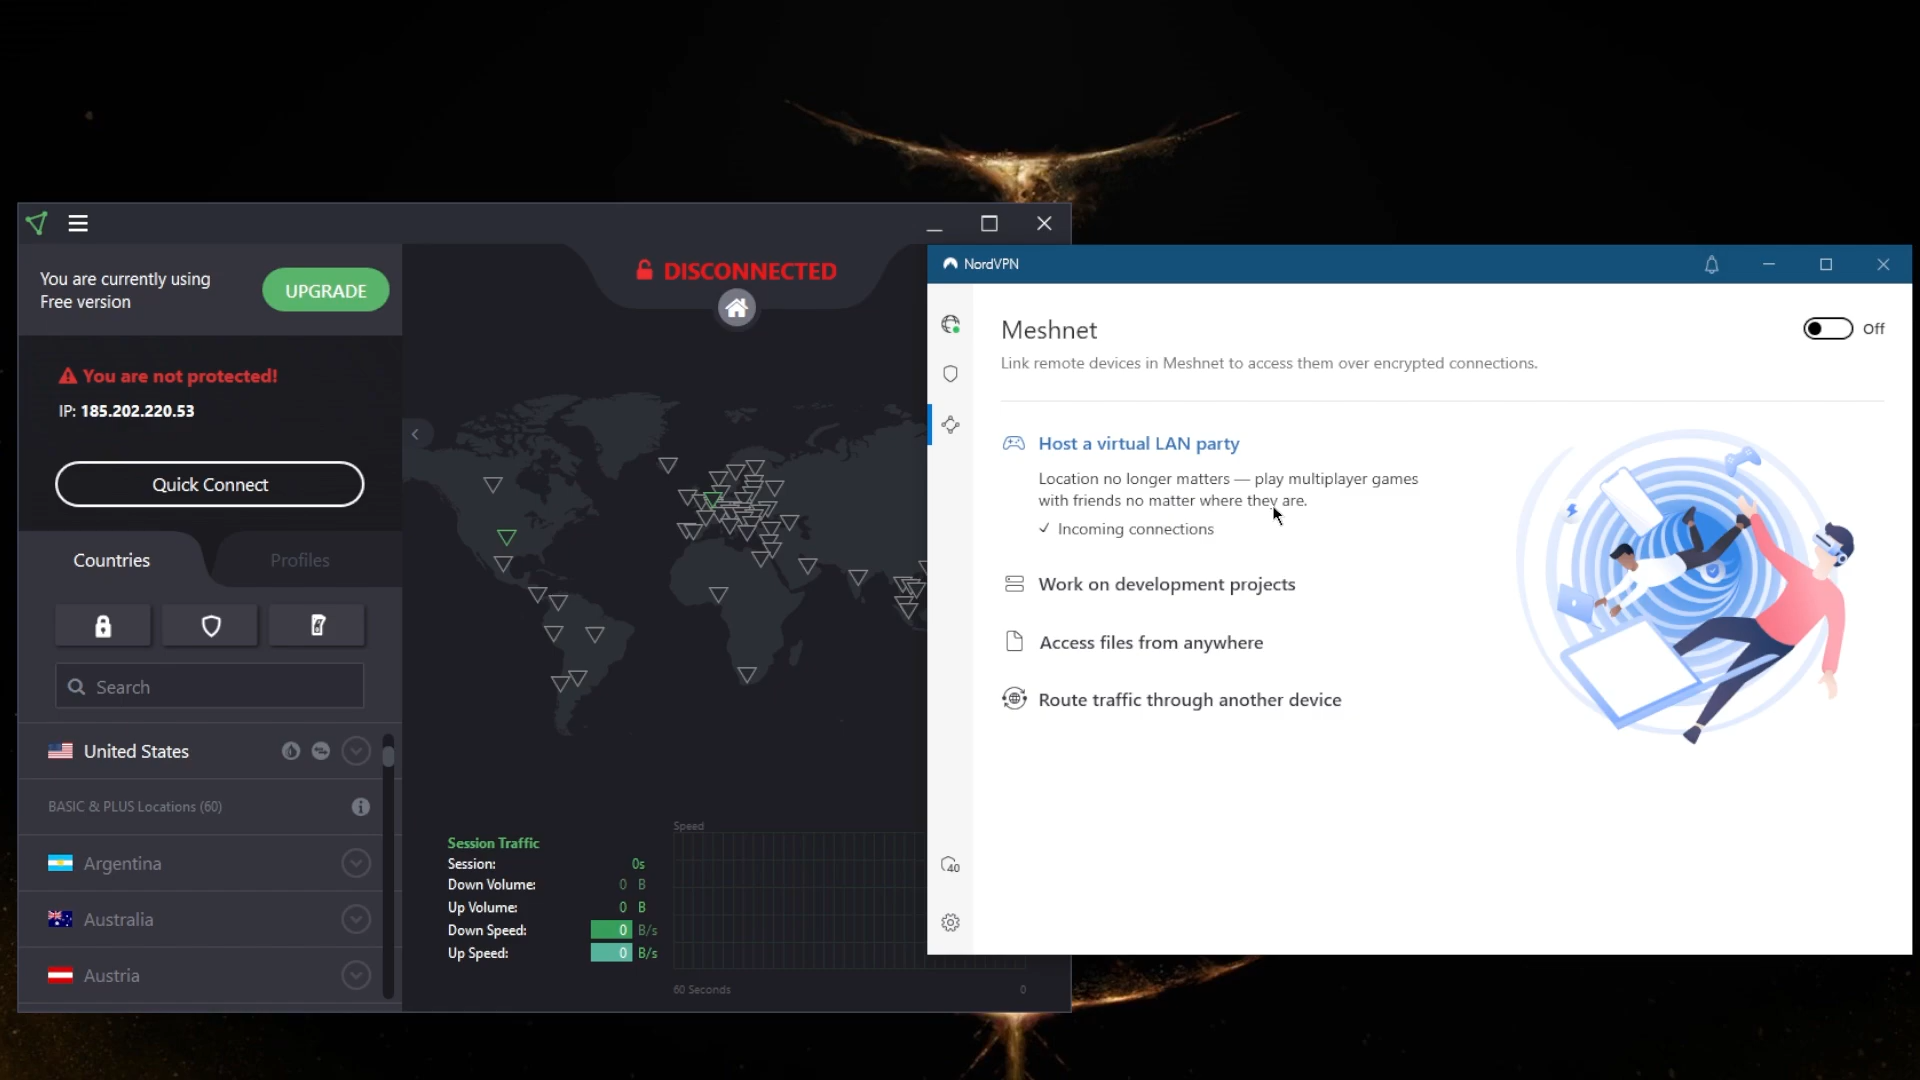 You are currently using
Free version
UPGRADE
You are not protected!
IP: 185.202.220.53
Quick Connect
Countries
Profiles
Search
United States
BASIC & PLUS Locations (60)
Argentina
Australia
Austria
DISCONNECTED
Session Traffic
Session: 0s
Down Volume: 0 B
Up Volume: 0 B
Down Speed: 0 B/s
Up Speed: 0 B/s
Speed
60 Seconds 0
NordVPN
Meshnet
Off
Link remote devices in Meshnet to access them over encrypted connections.
Host a virtual LAN party
Location no longer matters — play multiplayer games
with friends no matter where they are.
✓ Incoming connections
Work on development projects
Access files from anywhere
Route traffic through another device
40